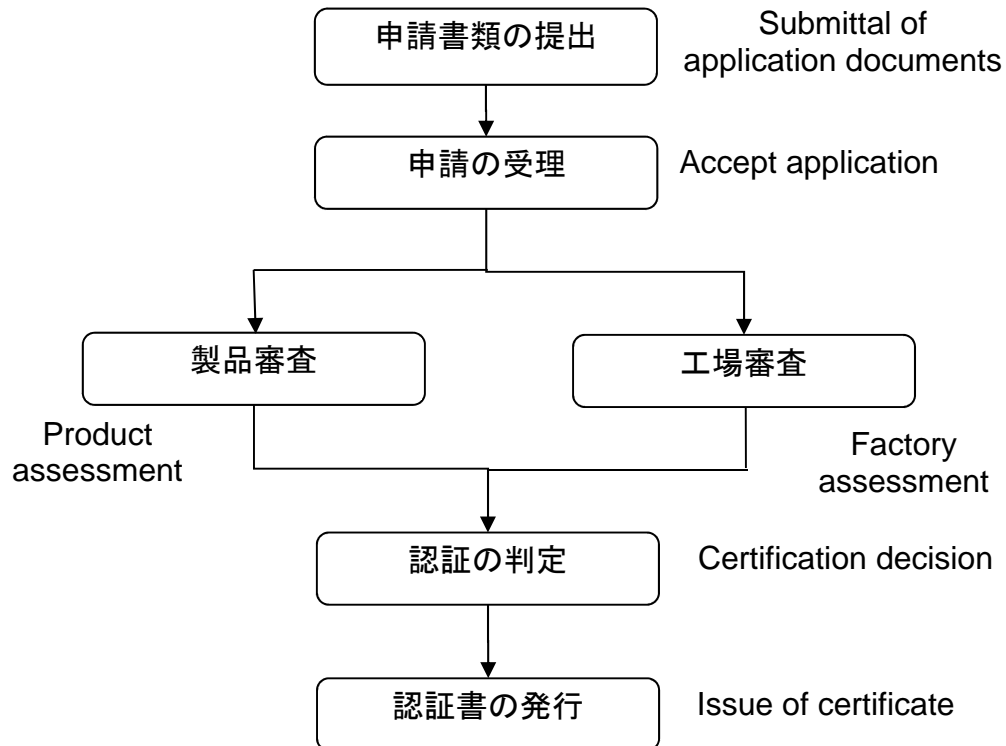 申請書類の提出
Submittal of
application documents
申請の受理
Accept application
製品審査
工場審査
Product
assessment
Factory
assessment
認証の判定
Certification decision
認証書の発行
Issue of certificate